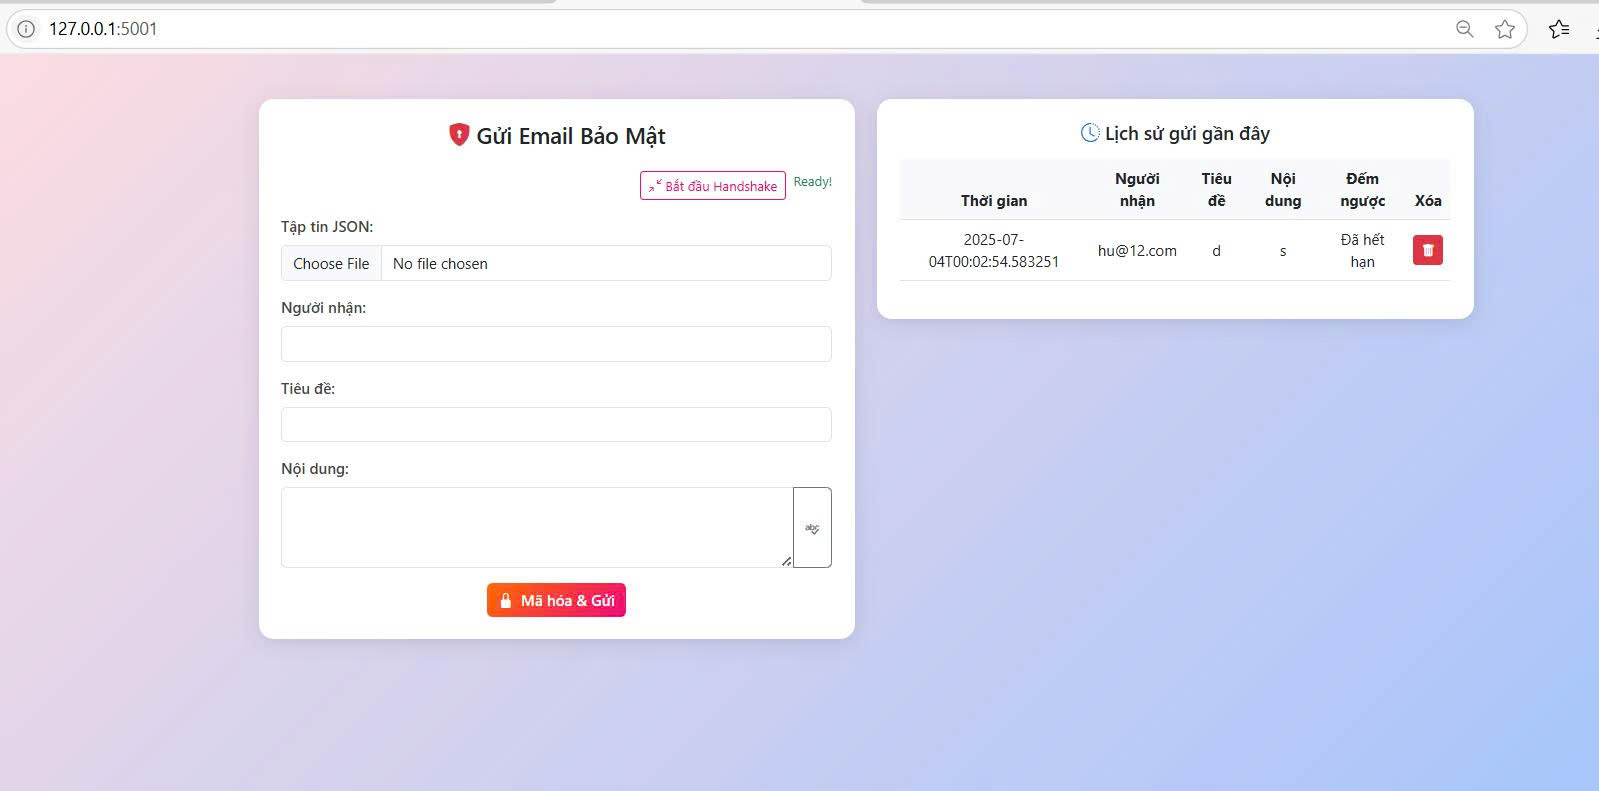 127.0.0.1:5001
Gửi Email Bảo Mật
Bắt đầu Handshake
Ready!
Tập tin JSON:
Choose File
No file chosen
Người nhận:
Tiêu đề:
Nội dung:
abc
Mã hóa & Gửi
Lịch sử gửi gần đây
Thời gian
Người
nhận
Tiêu
đề
Nội
dung
Đếm
ngược
Xóa
2025-07-
04T00:02:54.583251
hu@12.com
d
s
Đã hết
hạn